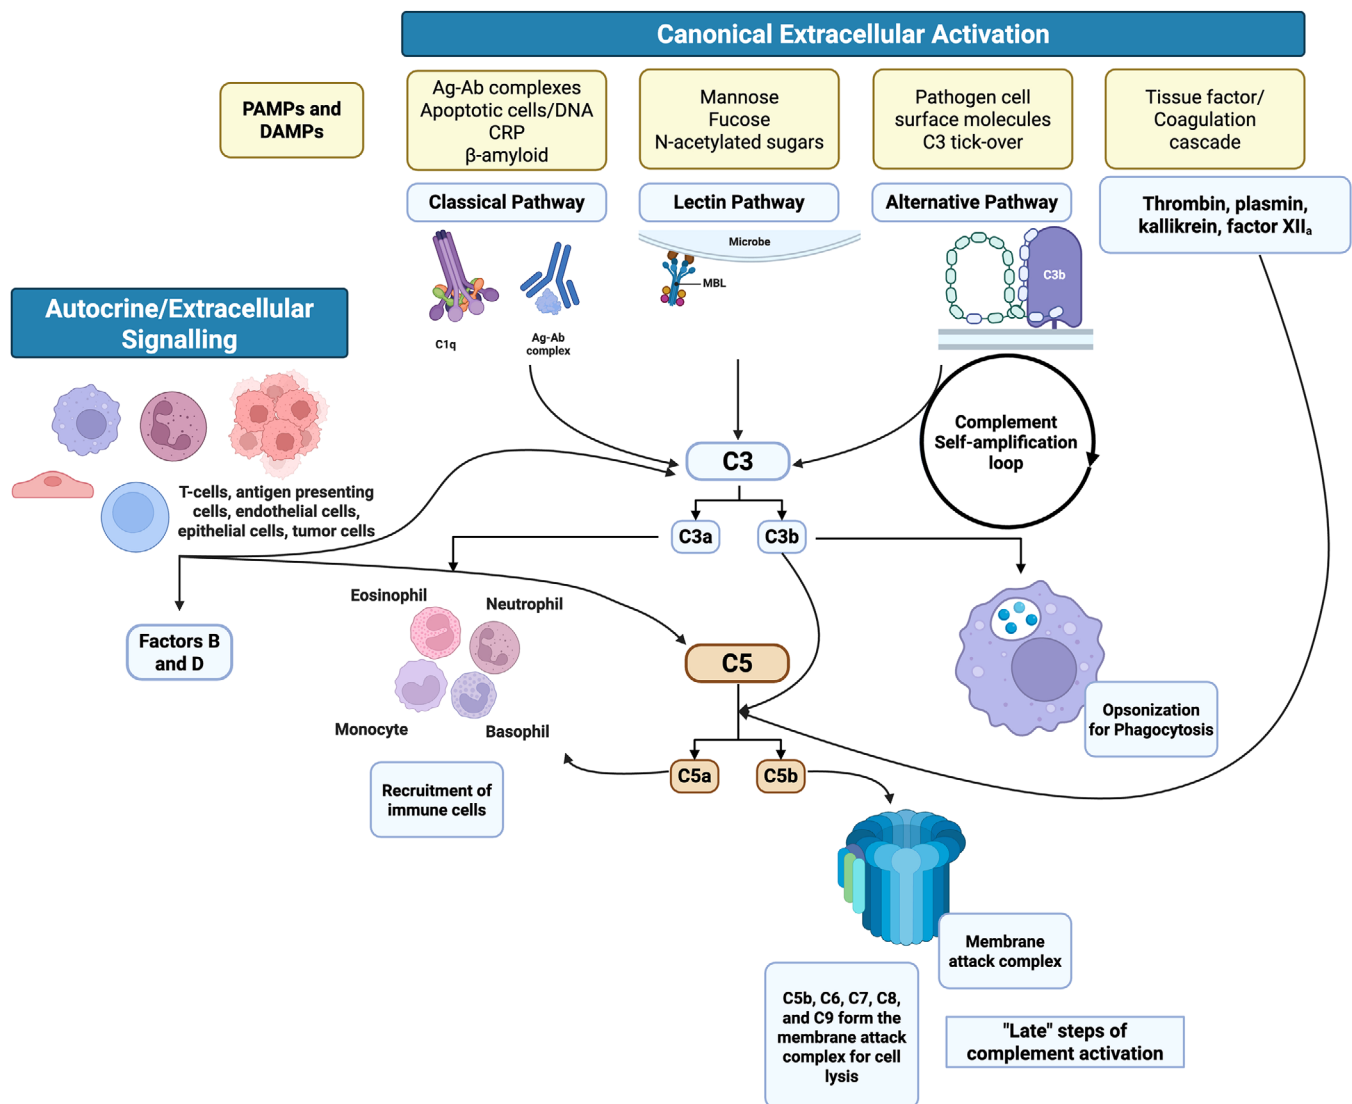 Canonical Extracellular Activation
PAMPs and
DAMPs
Ag-Ab complexes
Apoptotic cells/DNA
CRP
β-amyloid
Mannose
Fucose
N-acetylated sugars
Pathogen cell
surface molecules
C3 tick-over
Tissue factor/
Coagulation
cascade
Classical Pathway
Lectin Pathway
Alternative Pathway
Thrombin, plasmin,
kallikrein, factor XIIₐ
Microbe
MBL
C3b
C1q
Ag-Ab
complex
Autocrine/Extracellular
Signalling
T-cells, antigen presenting
cells, endothelial cells,
epithelial cells, tumor cells
Complement
Self-amplification
loop
C3
C3a
C3b
Factors B
and D
Eosinophil
Neutrophil
Monocyte
Basophil
Recruitment of
immune cells
C5
C5a
C5b
Opsonization
for Phagocytosis
Membrane
attack complex
C5b, C6, C7, C8,
and C9 form the
membrane attack
complex for cell
lysis
"Late" steps of
complement activation